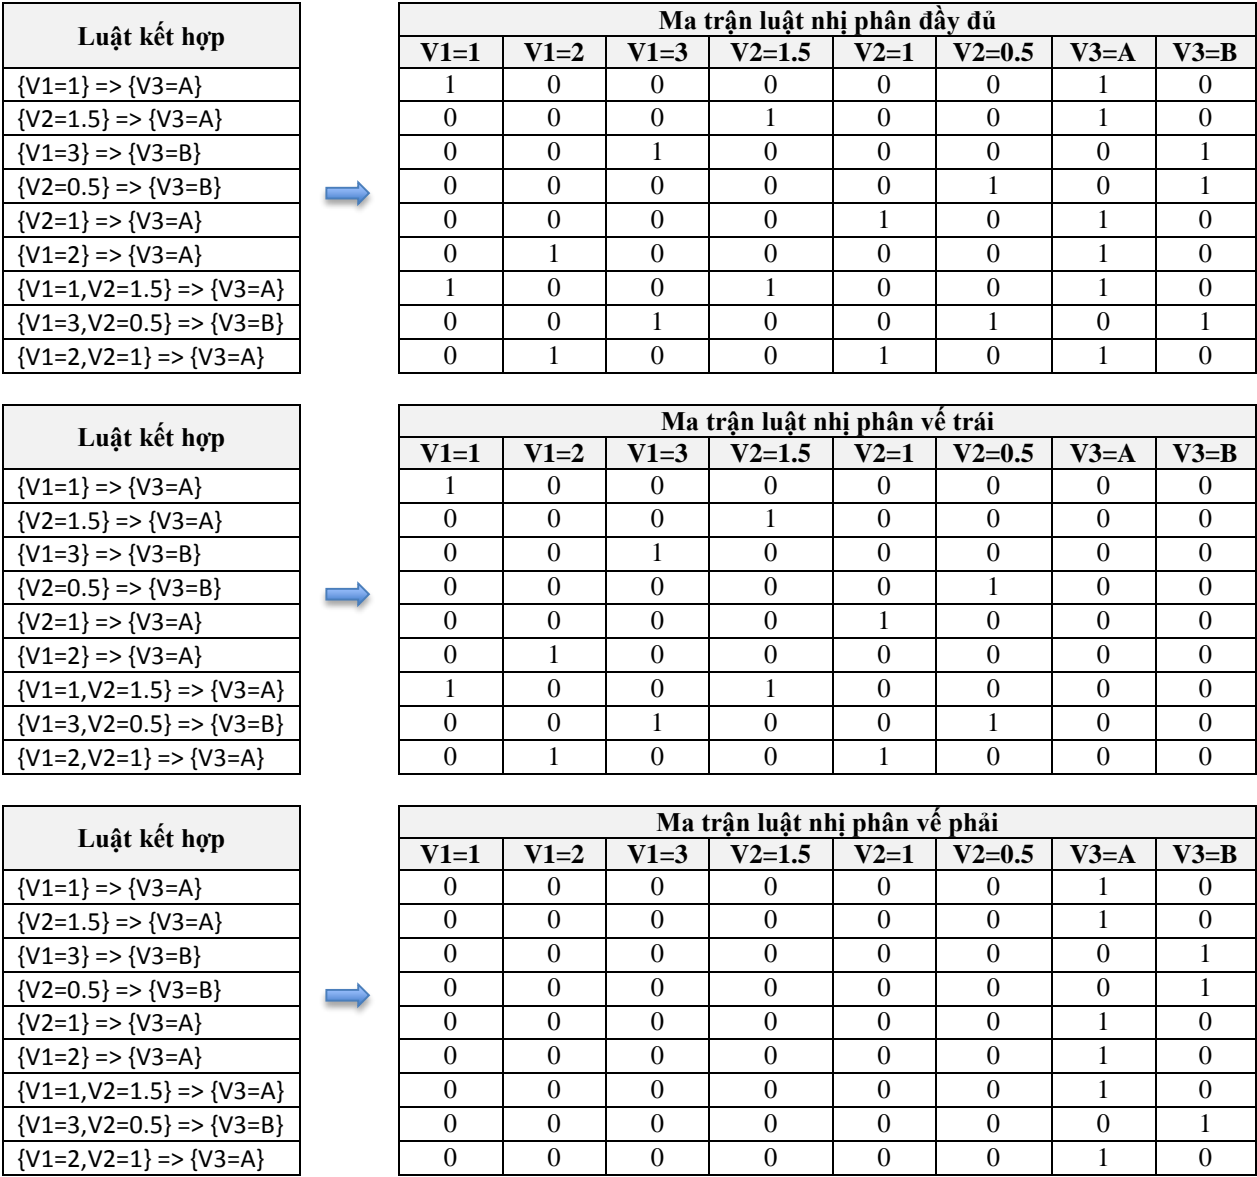 Luật kết hợp Ma trận luật nhị phân đầy đủ
V1=1 V1=2 V1=3 V2=1.5 V2=1 V2=0.5 V3=A V3=B
{V1=1} => {V3=A} 1 0 0 0 0 0 1 0
{V2=1.5} => {V3=A} 0 0 0 1 0 0 1 0
{V1=3} => {V3=B} 0 0 1 0 0 0 0 1
{V2=0.5} => {V3=B} 0 0 0 0 0 1 0 1
{V2=1} => {V3=A} 0 0 0 0 1 0 1 0
{V1=2} => {V3=A} 0 1 0 0 0 0 1 0
{V1=1,V2=1.5} => {V3=A} 1 0 0 1 0 0 1 0
{V1=3,V2=0.5} => {V3=B} 0 0 1 0 0 1 0 1
{V1=2,V2=1} => {V3=A} 0 1 0 0 1 0 1 0
Luật kết hợp Ma trận luật nhị phân vế trái
V1=1 V1=2 V1=3 V2=1.5 V2=1 V2=0.5 V3=A V3=B
{V1=1} => {V3=A} 1 0 0 0 0 0 0 0
{V2=1.5} => {V3=A} 0 0 0 1 0 0 0 0
{V1=3} => {V3=B} 0 0 1 0 0 0 0 0
{V2=0.5} => {V3=B} 0 0 0 0 0 1 0 0
{V2=1} => {V3=A} 0 0 0 0 1 0 0 0
{V1=2} => {V3=A} 0 1 0 0 0 0 0 0
{V1=1,V2=1.5} => {V3=A} 1 0 0 1 0 0 0 0
{V1=3,V2=0.5} => {V3=B} 0 0 1 0 0 1 0 0
{V1=2,V2=1} => {V3=A} 0 1 0 0 1 0 0 0
Luật kết hợp Ma trận luật nhị phân vế phải
V1=1 V1=2 V1=3 V2=1.5 V2=1 V2=0.5 V3=A V3=B
{V1=1} => {V3=A} 0 0 0 0 0 0 1 0
{V2=1.5} => {V3=A} 0 0 0 0 0 0 1 0
{V1=3} => {V3=B} 0 0 0 0 0 0 0 1
{V2=0.5} => {V3=B} 0 0 0 0 0 0 0 1
{V2=1} => {V3=A} 0 0 0 0 0 0 1 0
{V1=2} => {V3=A} 0 0 0 0 0 0 1 0
{V1=1,V2=1.5} => {V3=A} 0 0 0 0 0 0 1 0
{V1=3,V2=0.5} => {V3=B} 0 0 0 0 0 0 0 1
{V1=2,V2=1} => {V3=A} 0 0 0 0 0 0 1 0